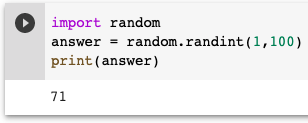 import random
answer = random.randint(1,100)
print(answer)
71